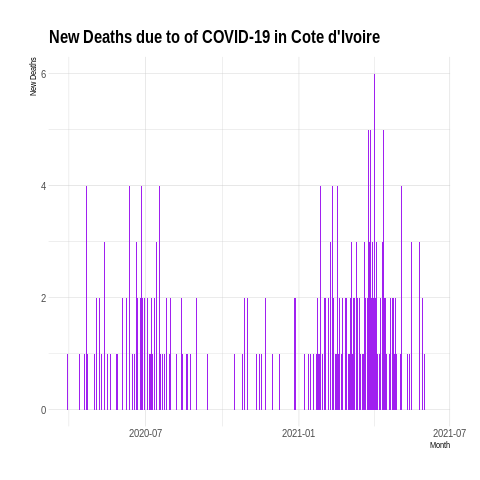 New Deaths due to of COVID-19 in Cote d'Ivoire
New Deaths
6
4
2
0
2020-07 2021-01 2021-07
Month